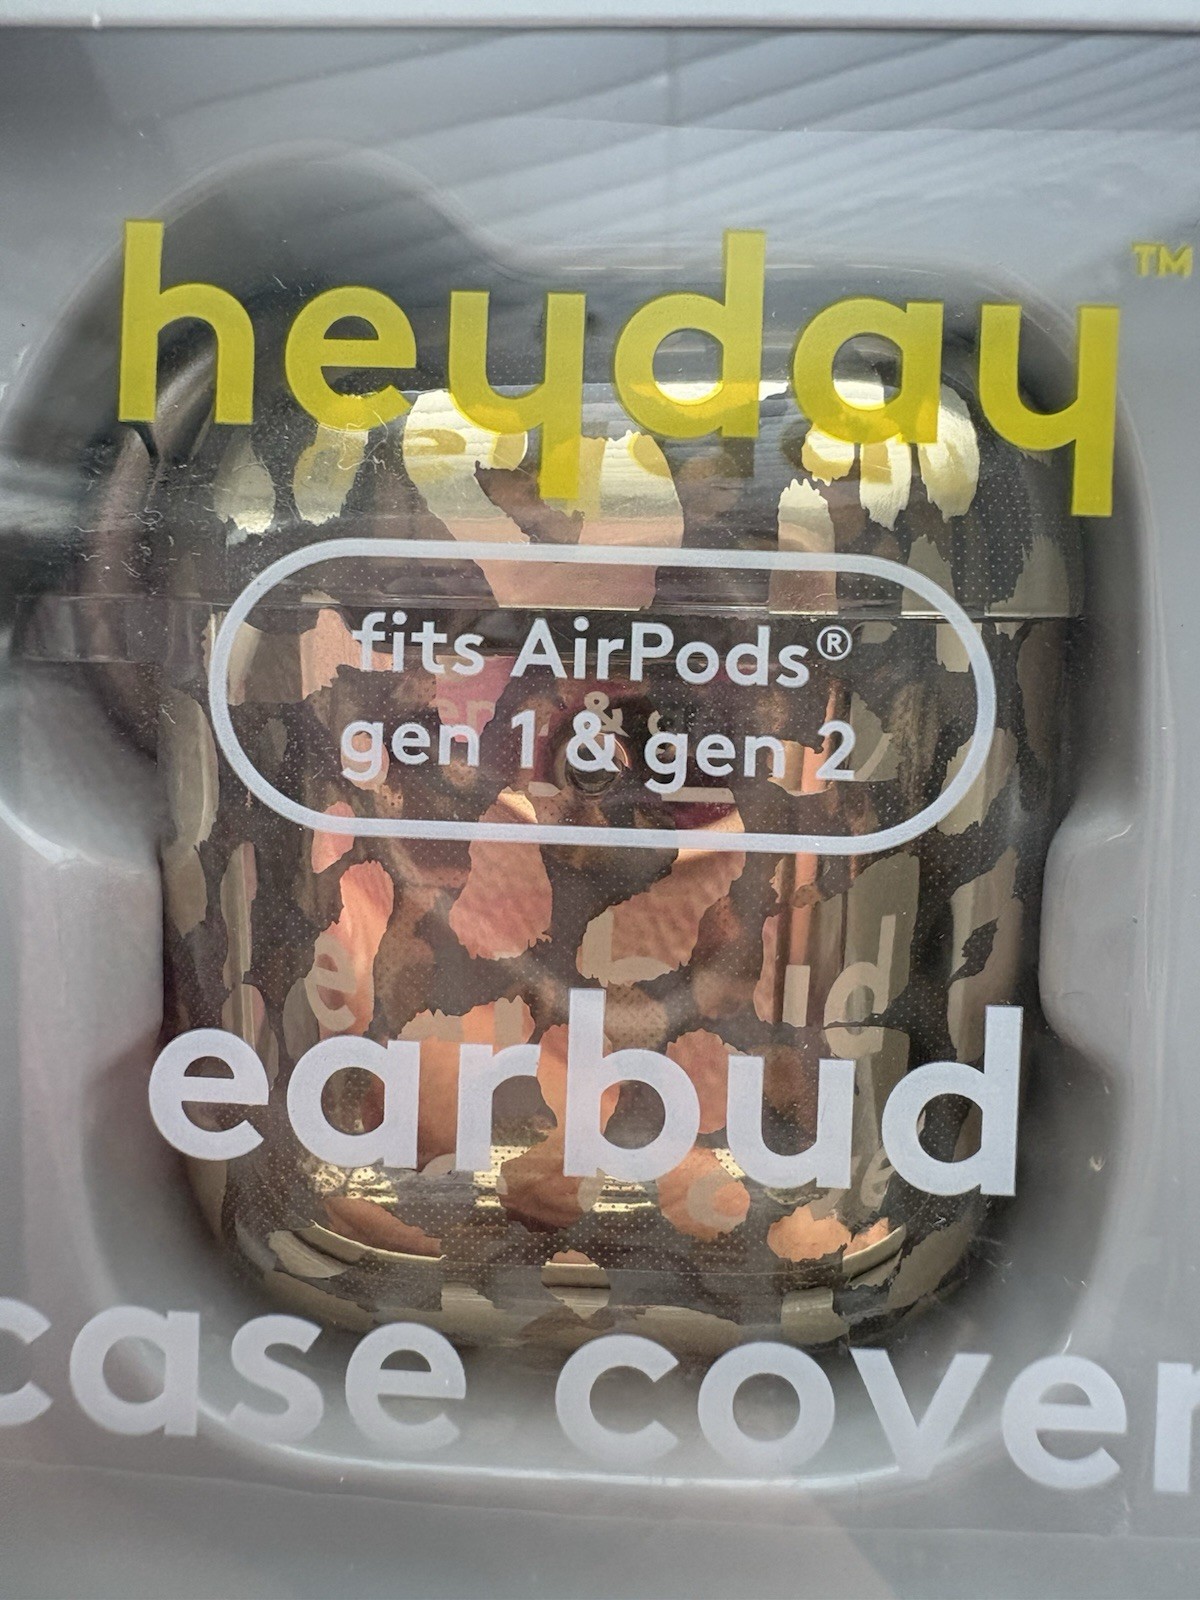 heyday™
fits AirPods®
gen 1 & gen 2
earbud
case cover